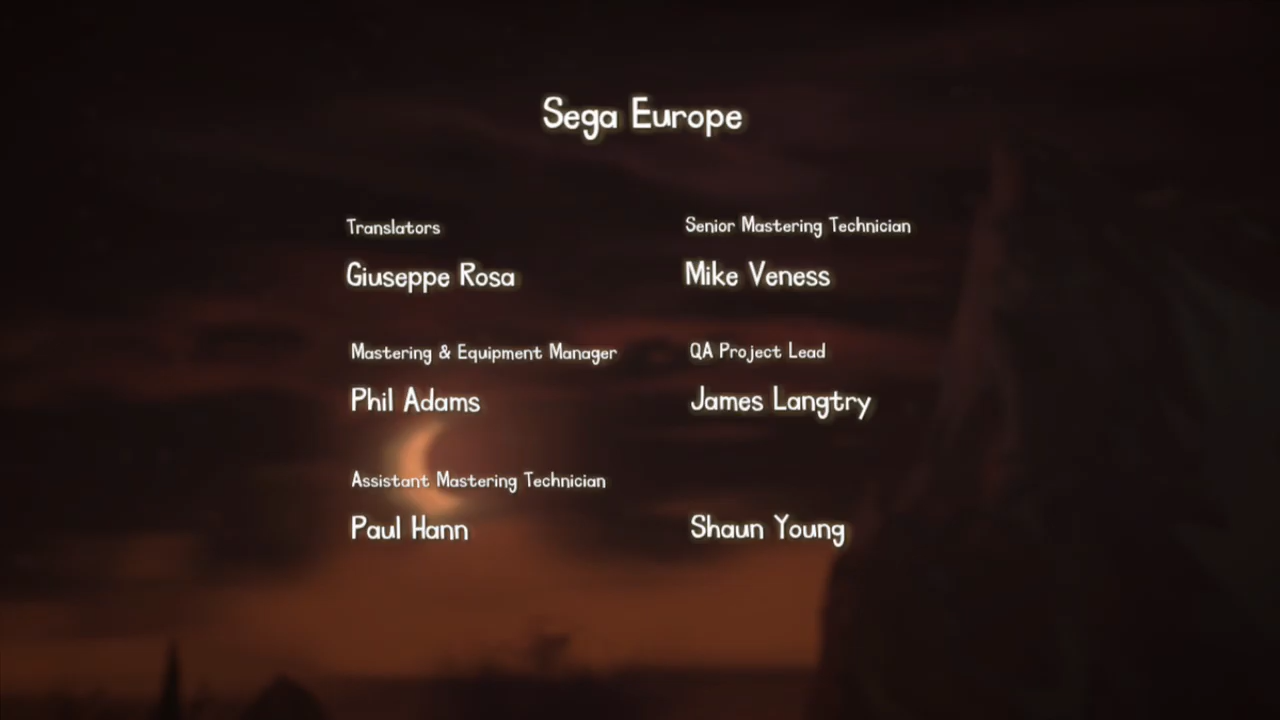 Sega Europe
Translators
Giuseppe Rosa
Senior Mastering Technician
Mike Veness
Mastering & Equipment Manager
Phil Adams
QA Project Lead
James Langtry
Assistant Mastering Technician
Paul Hann
Shaun Young